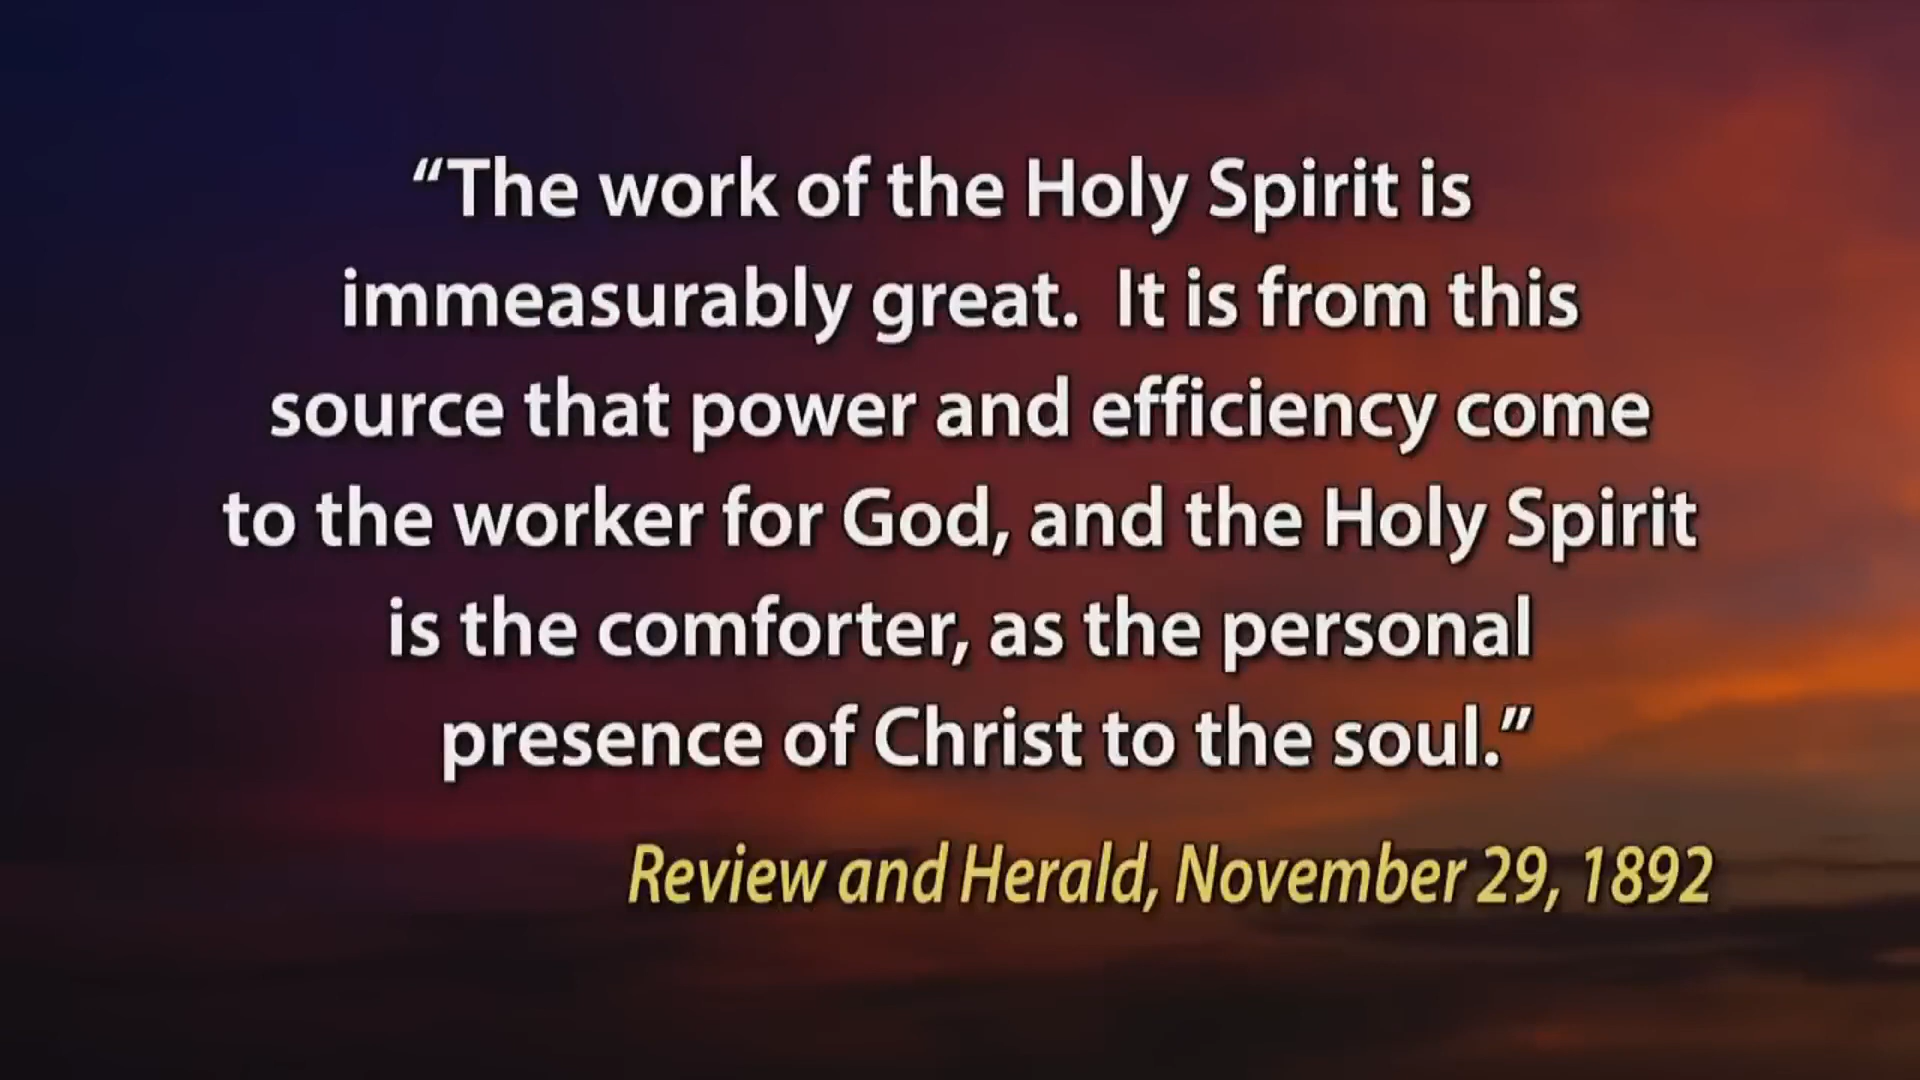 “The work of the Holy Spirit is
immeasurably great.  It is from this
source that power and efficiency come
to the worker for God, and the Holy Spirit
is the comforter, as the personal
presence of Christ to the soul.”
Review and Herald, November 29, 1892